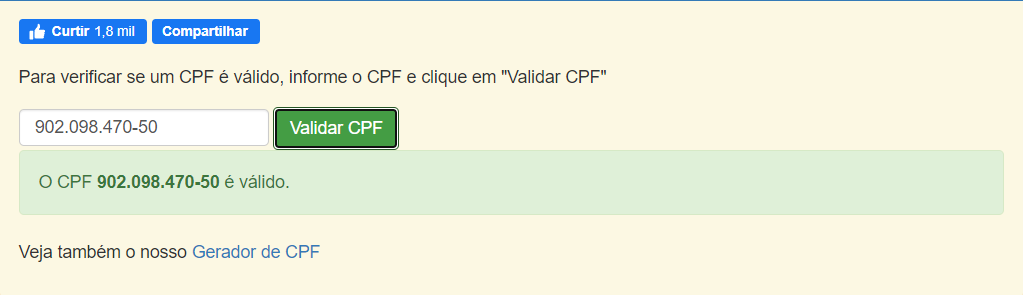 Curtir 1,8 mil Compartilhar
Para verificar se um CPF é válido, informe o CPF e clique em "Validar CPF"
902.098.470-50 Validar CPF
O CPF 902.098.470-50 é válido.
Veja também o nosso Gerador de CPF